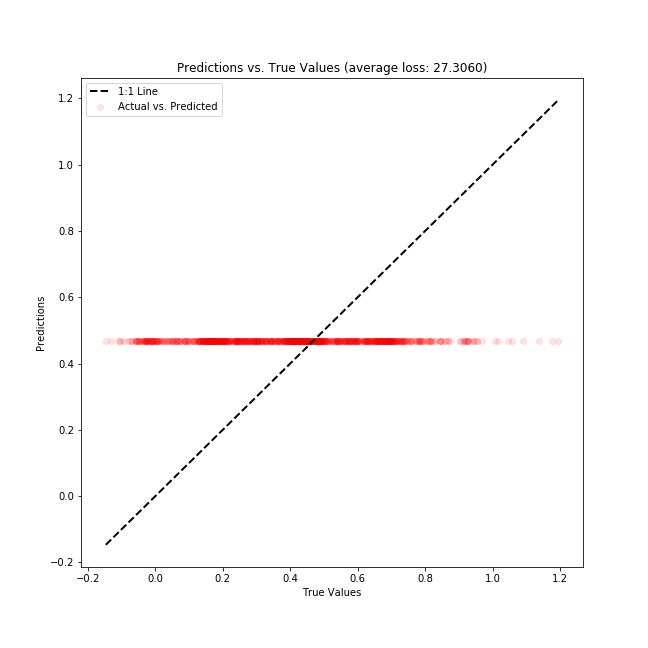 Predictions vs. True Values (average loss: 27.3060)
1:1 Line
Actual vs. Predicted
1.2
1.0
0.8
0.6
0.4
0.2
0.0
−0.2
Predictions
−0.2 0.0 0.2 0.4 0.6 0.8 1.0 1.2
True Values